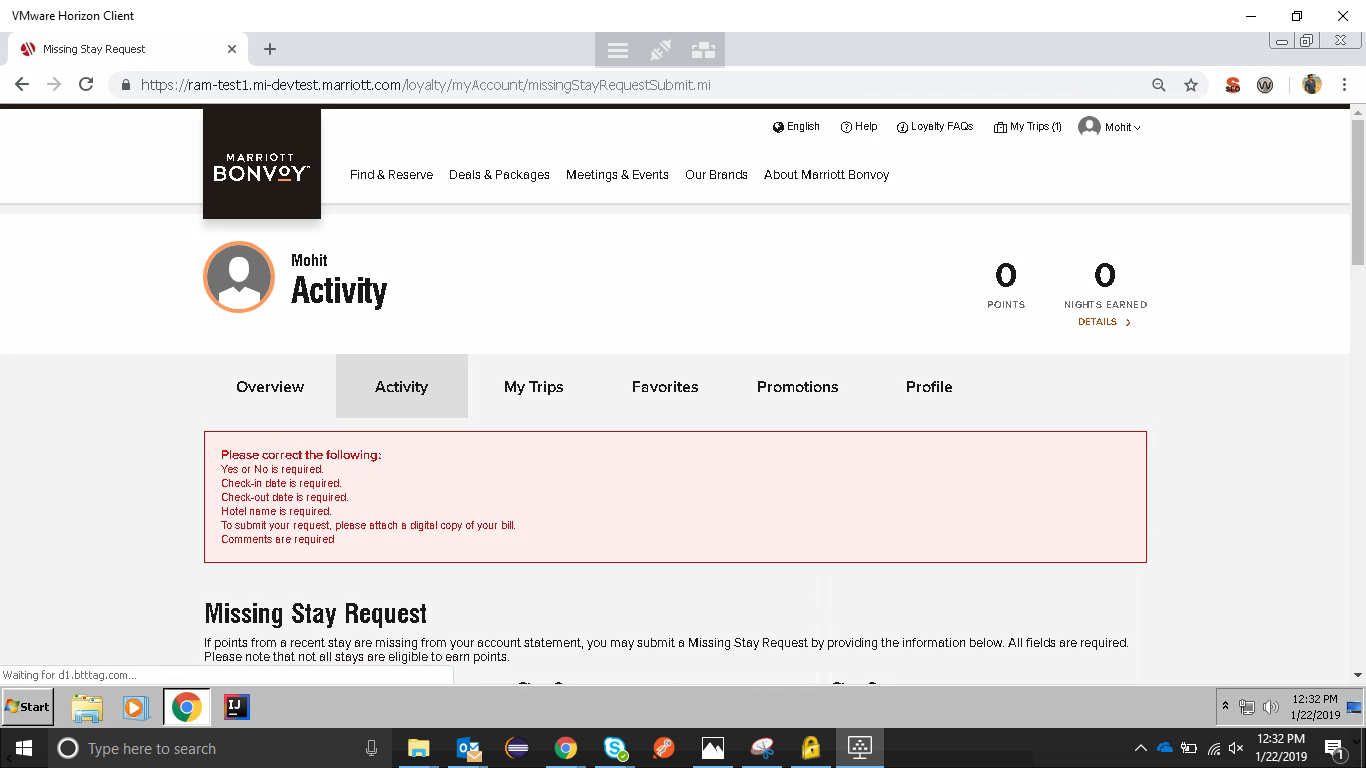 VMware Horizon Client
Missing Stay Request
https://ram-test1.mi-devtest.marriott.com/loyalty/myAccount/missingStayRequestSubmit.mi
English Help Loyalty FAQs My Trips (1) Mohit
MARRIOTT
BONVOY™
Find & Reserve Deals & Packages Meetings & Events Our Brands About Marriott Bonvoy
Mohit
Activity
0 0
POINTS NIGHTS EARNED
DETAILS
Overview Activity My Trips Favorites Promotions Profile
Please correct the following:
Yes or No is required.
Check-in date is required.
Check-out date is required.
Hotel name is required.
To submit your request, please attach a digital copy of your bill.
Comments are required
Missing Stay Request
If points from a recent stay are missing from your account statement, you may submit a Missing Stay Request by providing the information below. All fields are required.
Please note that not all stays are eligible to earn points.
Waiting for d1.btttag.com...
Start
12:32 PM
1/22/2019
Type here to search
12:32 PM
1/22/2019
1